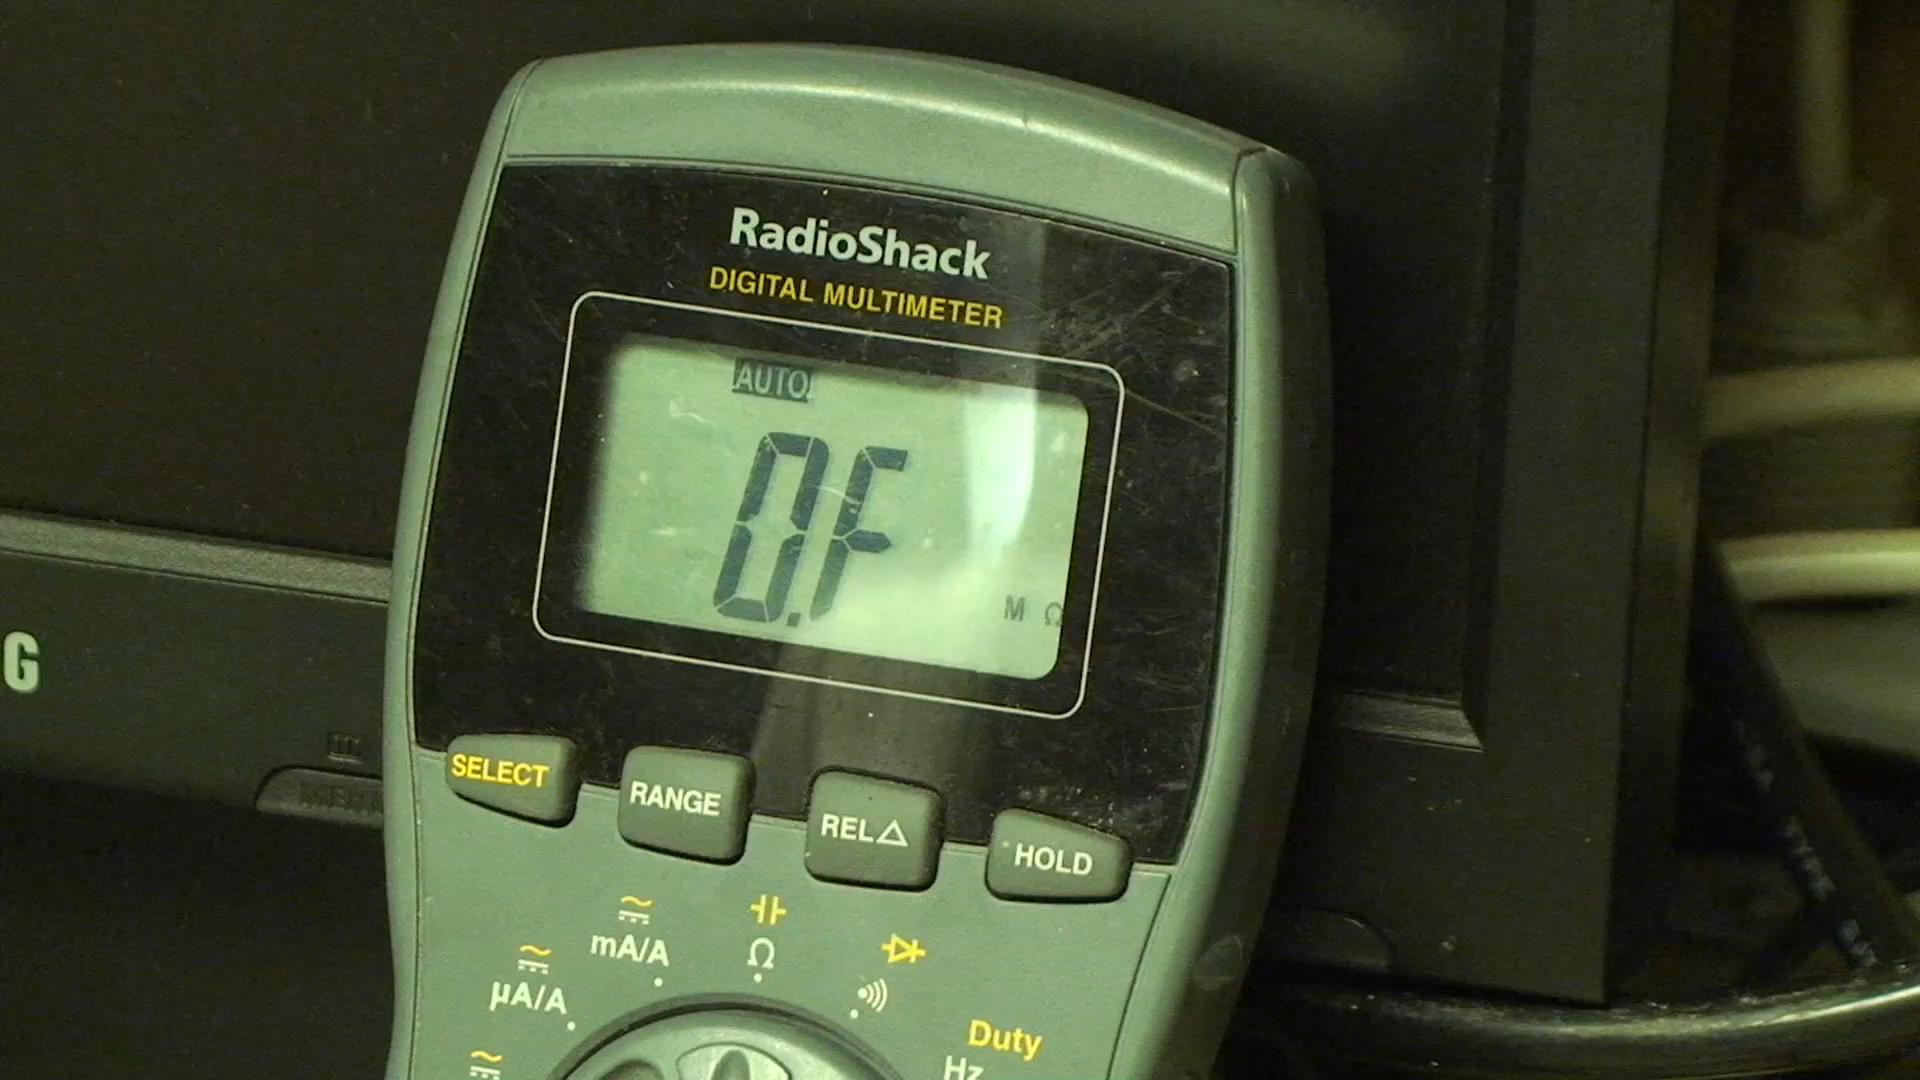 RadioShack
DIGITAL MULTIMETER
AUTO
0.F
M Ω
G
SELECT
RANGE
REL△
HOLD
mA/A
Ω
µA/A
Duty
Hz